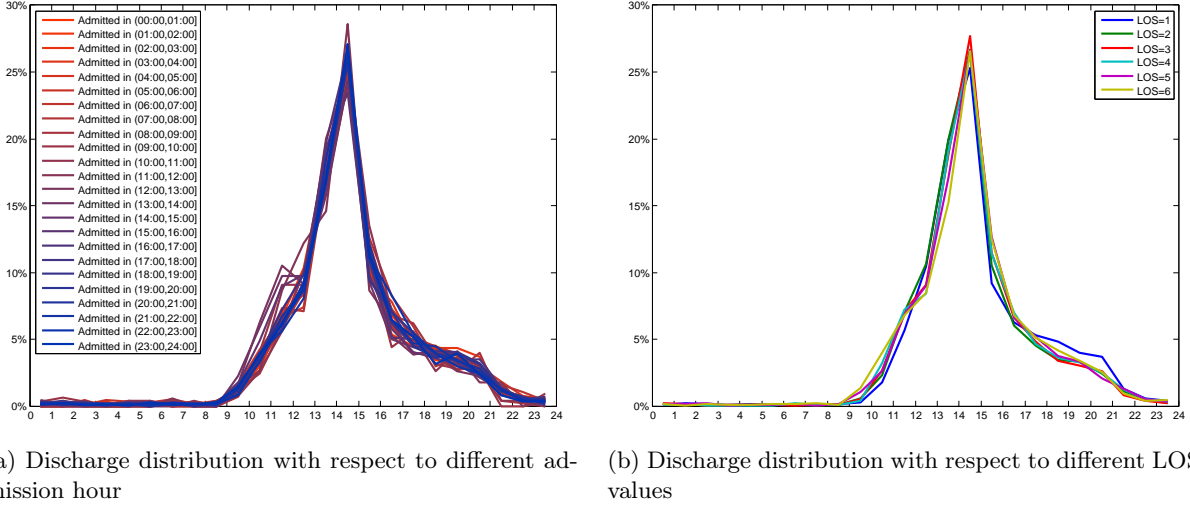 30%
25%
20%
15%
10%
5%
0%
0 1 2 3 4 5 6 7 8 9 10 11 12 13 14 15 16 17 18 19 20 21 22 23 24
Admitted in (00:00,01:00]
Admitted in (01:00,02:00]
Admitted in (02:00,03:00]
Admitted in (03:00,04:00]
Admitted in (04:00,05:00]
Admitted in (05:00,06:00]
Admitted in (06:00,07:00]
Admitted in (07:00,08:00]
Admitted in (08:00,09:00]
Admitted in (09:00,10:00]
Admitted in (10:00,11:00]
Admitted in (11:00,12:00]
Admitted in (12:00,13:00]
Admitted in (13:00,14:00]
Admitted in (14:00,15:00]
Admitted in (15:00,16:00]
Admitted in (16:00,17:00]
Admitted in (17:00,18:00]
Admitted in (18:00,19:00]
Admitted in (19:00,20:00]
Admitted in (20:00,21:00]
Admitted in (21:00,22:00]
Admitted in (22:00,23:00]
Admitted in (23:00,24:00]
a) Discharge distribution with respect to different ad-
mission hour
30%
25%
20%
15%
10%
5%
0%
0 1 2 3 4 5 6 7 8 9 10 11 12 13 14 15 16 17 18 19 20 21 22 23 24
LOS=1
LOS=2
LOS=3
LOS=4
LOS=5
LOS=6
(b) Discharge distribution with respect to different LOS
values